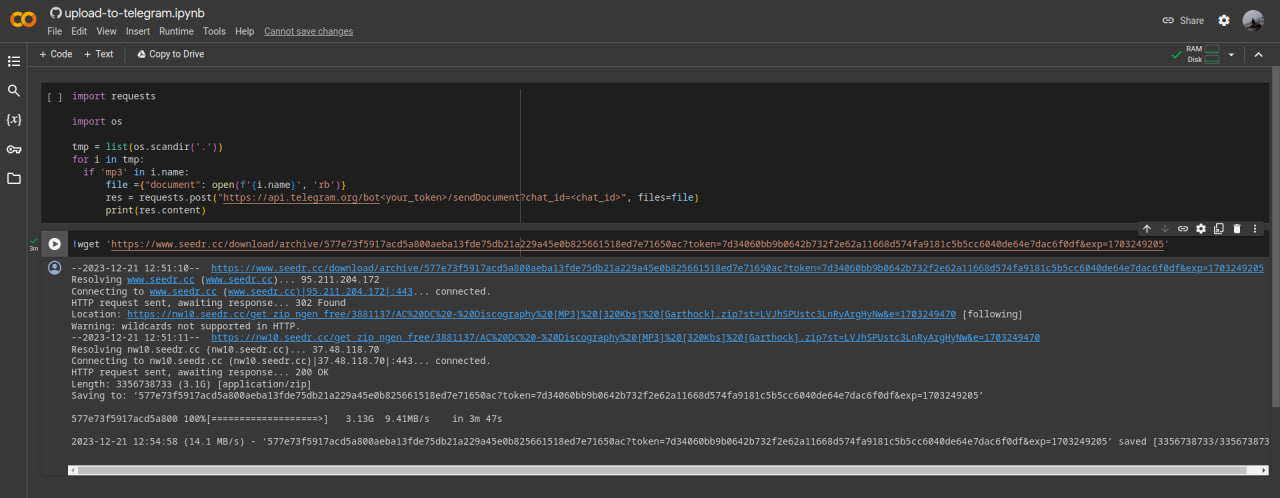 upload-to-telegram.ipynb
File Edit View Insert Runtime Tools Help Cannot save changes
Share
+ Code + Text Copy to Drive
RAM
Disk
[ ] import requests
import os
tmp = list(os.scandir('.'))
for i in tmp:
if 'mp3' in i.name:
file ={"document": open(f'{i.name}', 'rb')}
res = requests.post("https://api.telegram.org/bot<your_token>/sendDocument?chat_id=<chat_id>", files=file)
print(res.content)
3m
!wget 'https://www.seedr.cc/download/archive/577e73f5917acd5a800aeba13fde75db21a229a45e0b825661518ed7e71650ac?token=7d34060bb9b0642b732f2e62a11668d574fa9181c5b5cc6040de64e7dac6f0df&exp=1703249205'
--2023-12-21 12:51:10-- https://www.seedr.cc/download/archive/577e73f5917acd5a800aeba13fde75db21a229a45e0b825661518ed7e71650ac?token=7d34060bb9b0642b732f2e62a11668d574fa9181c5b5cc6040de64e7dac6f0df&exp=1703249205
Resolving www.seedr.cc (www.seedr.cc)... 95.211.204.172
Connecting to www.seedr.cc (www.seedr.cc)|95.211.204.172|:443... connected.
HTTP request sent, awaiting response... 302 Found
Location: https://nw10.seedr.cc/get_zip_ngen_free/3881137/AC%20DC%20-%20Discography%20[MP3]%20[320Kbs]%20[Garthock].zip?st=LVJhSPUstc3LnRyArgHyNw&e=1703249470 [following]
Warning: wildcards not supported in HTTP.
--2023-12-21 12:51:11-- https://nw10.seedr.cc/get_zip_ngen_free/3881137/AC%20DC%20-%20Discography%20[MP3]%20[320Kbs]%20[Garthock].zip?st=LVJhSPUstc3LnRyArgHyNw&e=1703249470
Resolving nw10.seedr.cc (nw10.seedr.cc)... 37.48.118.70
Connecting to nw10.seedr.cc (nw10.seedr.cc)|37.48.118.70|:443... connected.
HTTP request sent, awaiting response... 200 OK
Length: 3356738733 (3.1G) [application/zip]
Saving to: ‘577e73f5917acd5a800aeba13fde75db21a229a45e0b825661518ed7e71650ac?token=7d34060bb9b0642b732f2e62a11668d574fa9181c5b5cc6040de64e7dac6f0df&exp=1703249205’
577e73f5917acd5a800 100%[===================>] 3.13G 9.41MB/s in 3m 47s
2023-12-21 12:54:58 (14.1 MB/s) - ‘577e73f5917acd5a800aeba13fde75db21a229a45e0b825661518ed7e71650ac?token=7d34060bb9b0642b732f2e62a11668d574fa9181c5b5cc6040de64e7dac6f0df&exp=1703249205’ saved [3356738733/3356738733